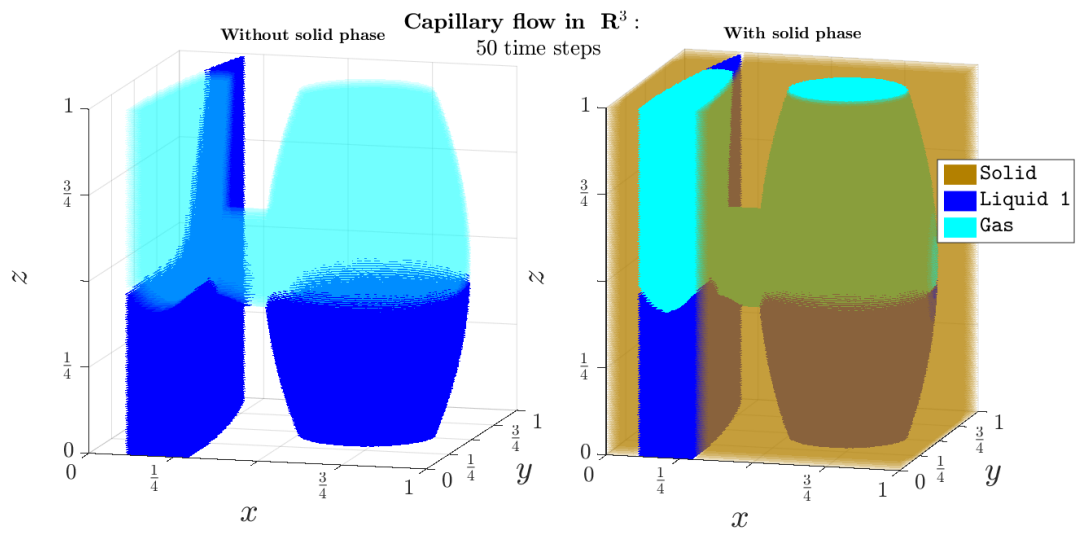 Capillary flow in R³ :
50 time steps
Without solid phase
1
3/4
1/4
0
z
0
1/4
3/4
1
x
0
1/4
3/4
1
y
With solid phase
1
3/4
1/4
0
z
0
1/4
3/4
1
x
0
1/4
3/4
1
y
Solid
Liquid 1
Gas